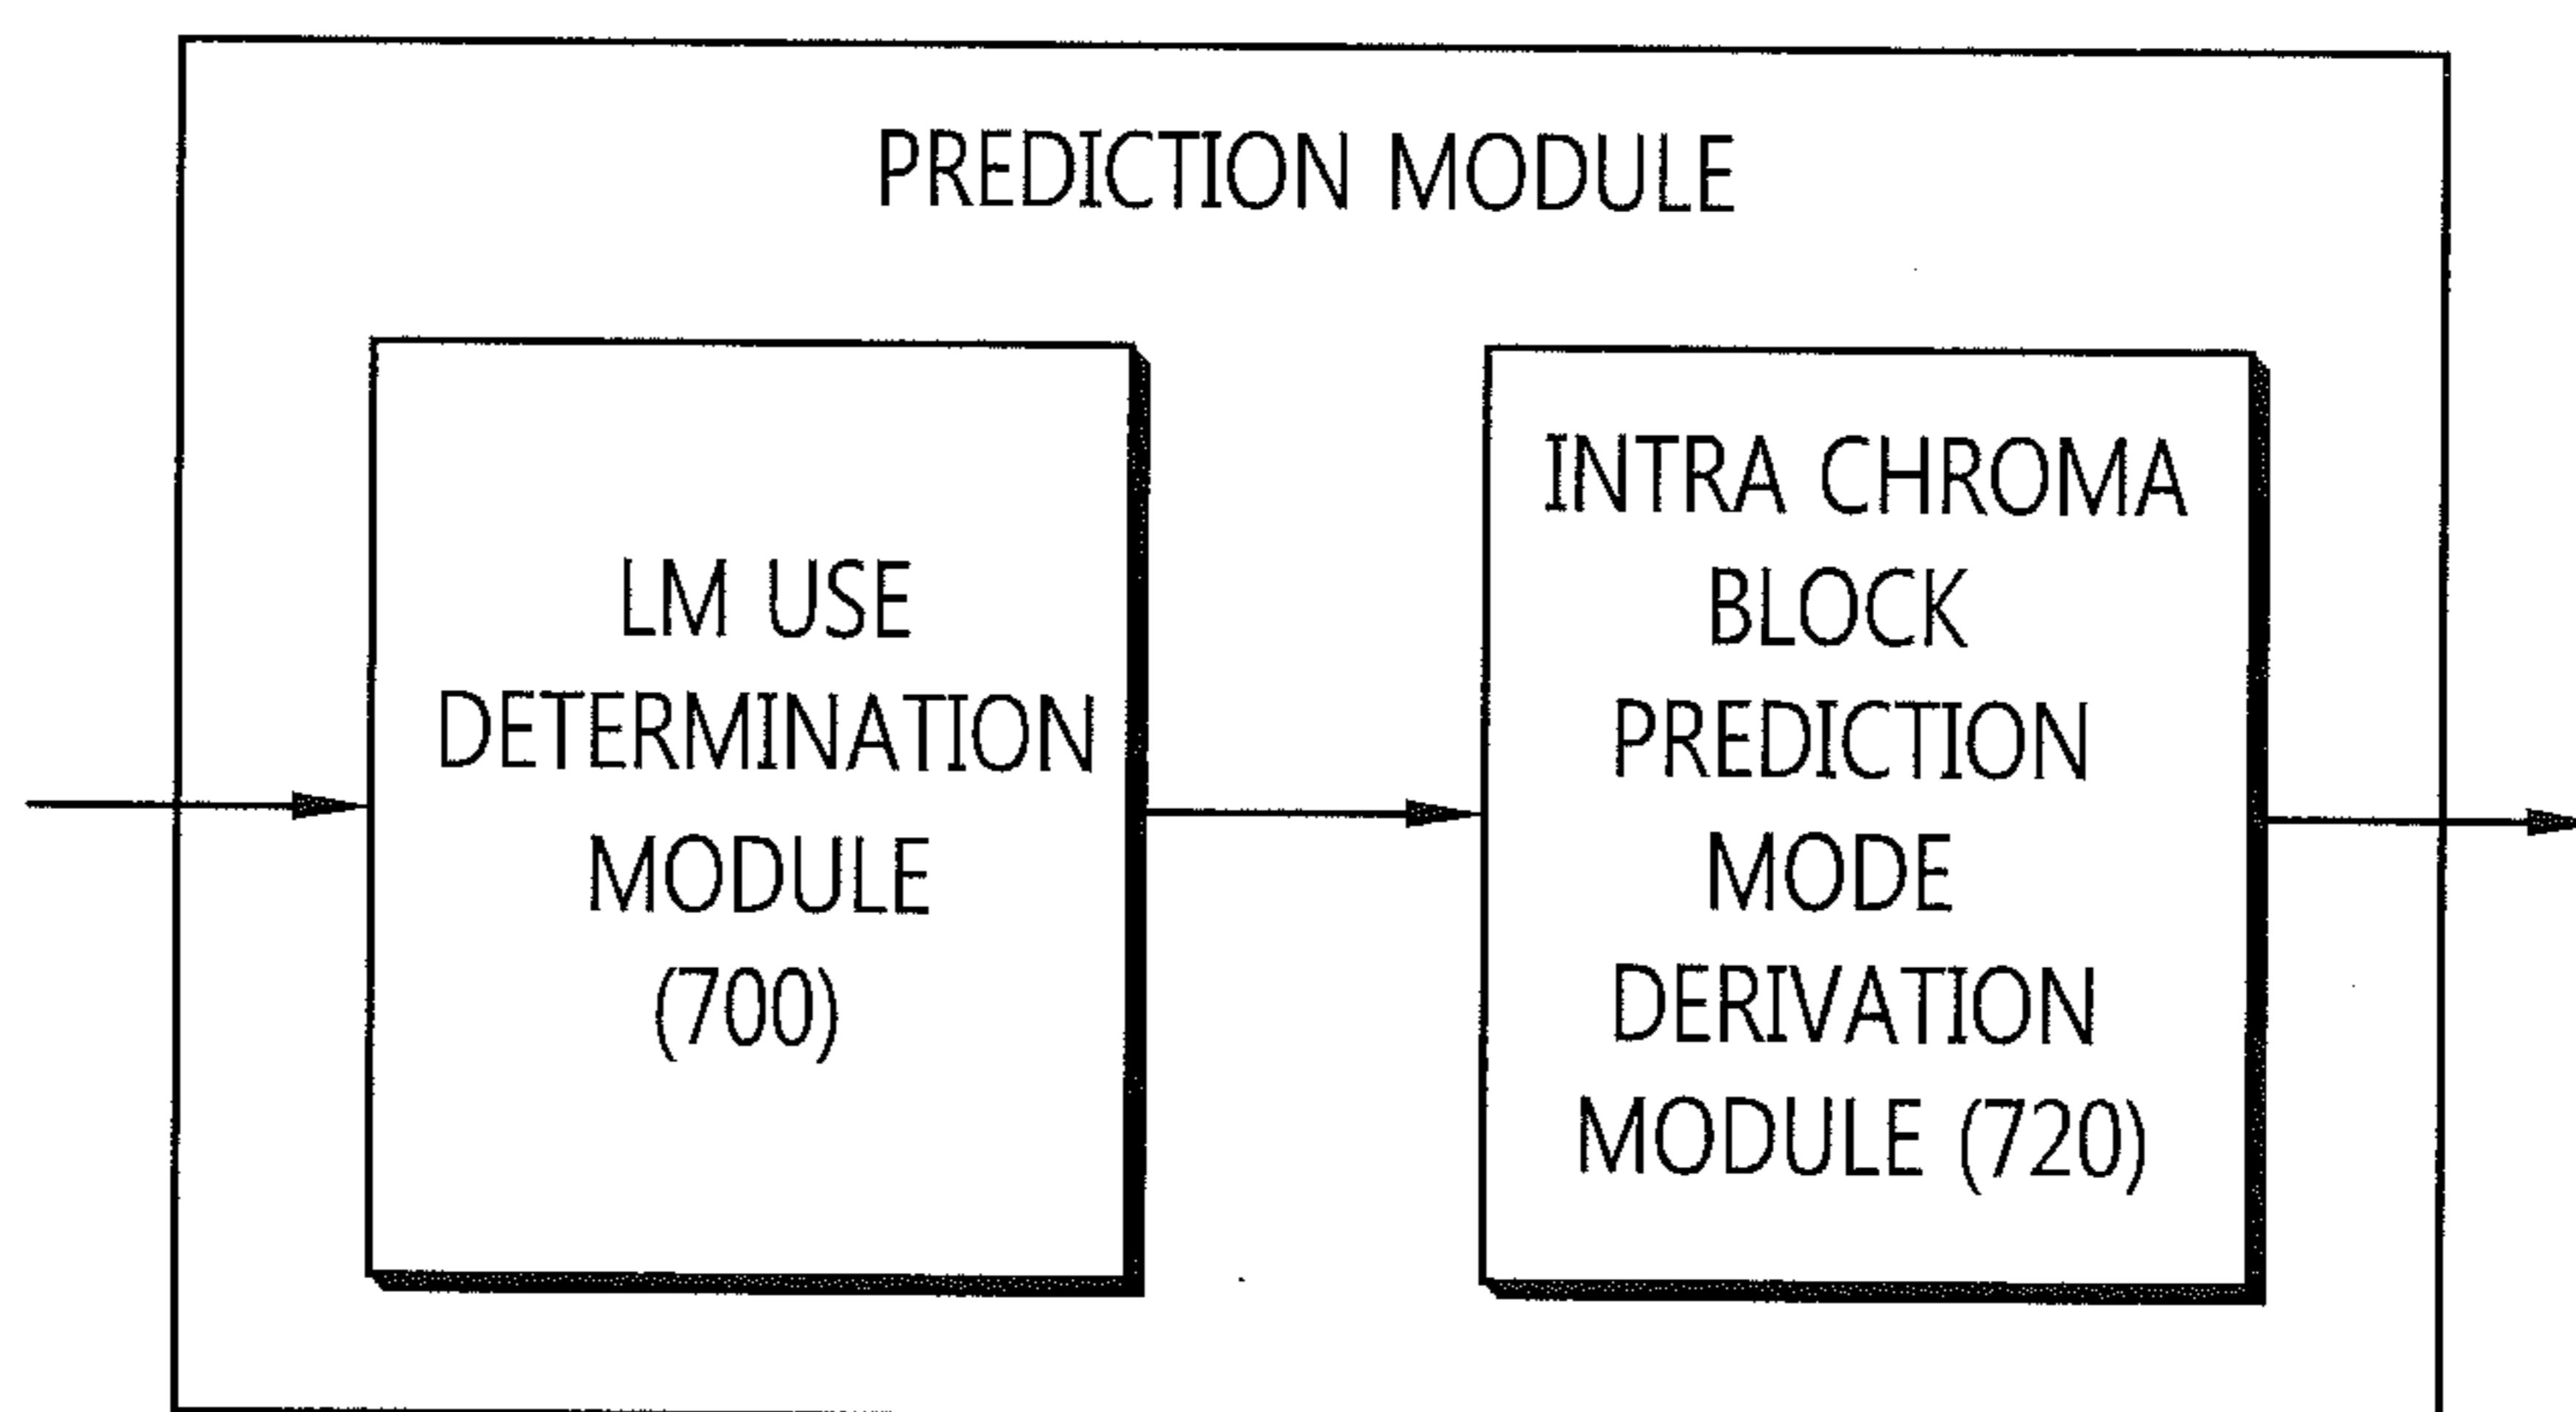 PREDICTION MODULE
LM USE
DETERMINATION
MODULE
(700)
INTRA CHROMA
BLOCK
PREDICTION
MODE
DERIVATION
MODULE (720)